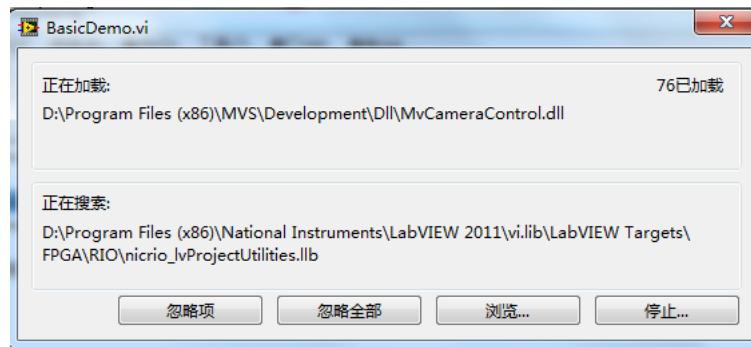 BasicDemo.vi
正在加载:
76已加载
D:\Program Files (x86)\MVS\Development\Dll\MvCameraControl.dll
正在搜索:
D:\Program Files (x86)\National Instruments\LabVIEW 2011\vi.lib\LabVIEW Targets\
FPGA\RIO\nicrio_lvProjectUtilities.llb
忽略项
忽略全部
浏览...
停止...